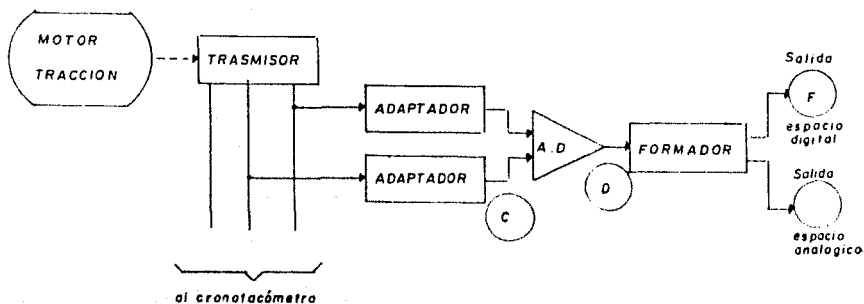 MOTOR
TRACCION
TRASMISOR
ADAPTADOR
ADAPTADOR
C
A.D
D
FORMADOR
Salida
F
espacio
digital
Salida
espacio
analogico
al cronotacómetro